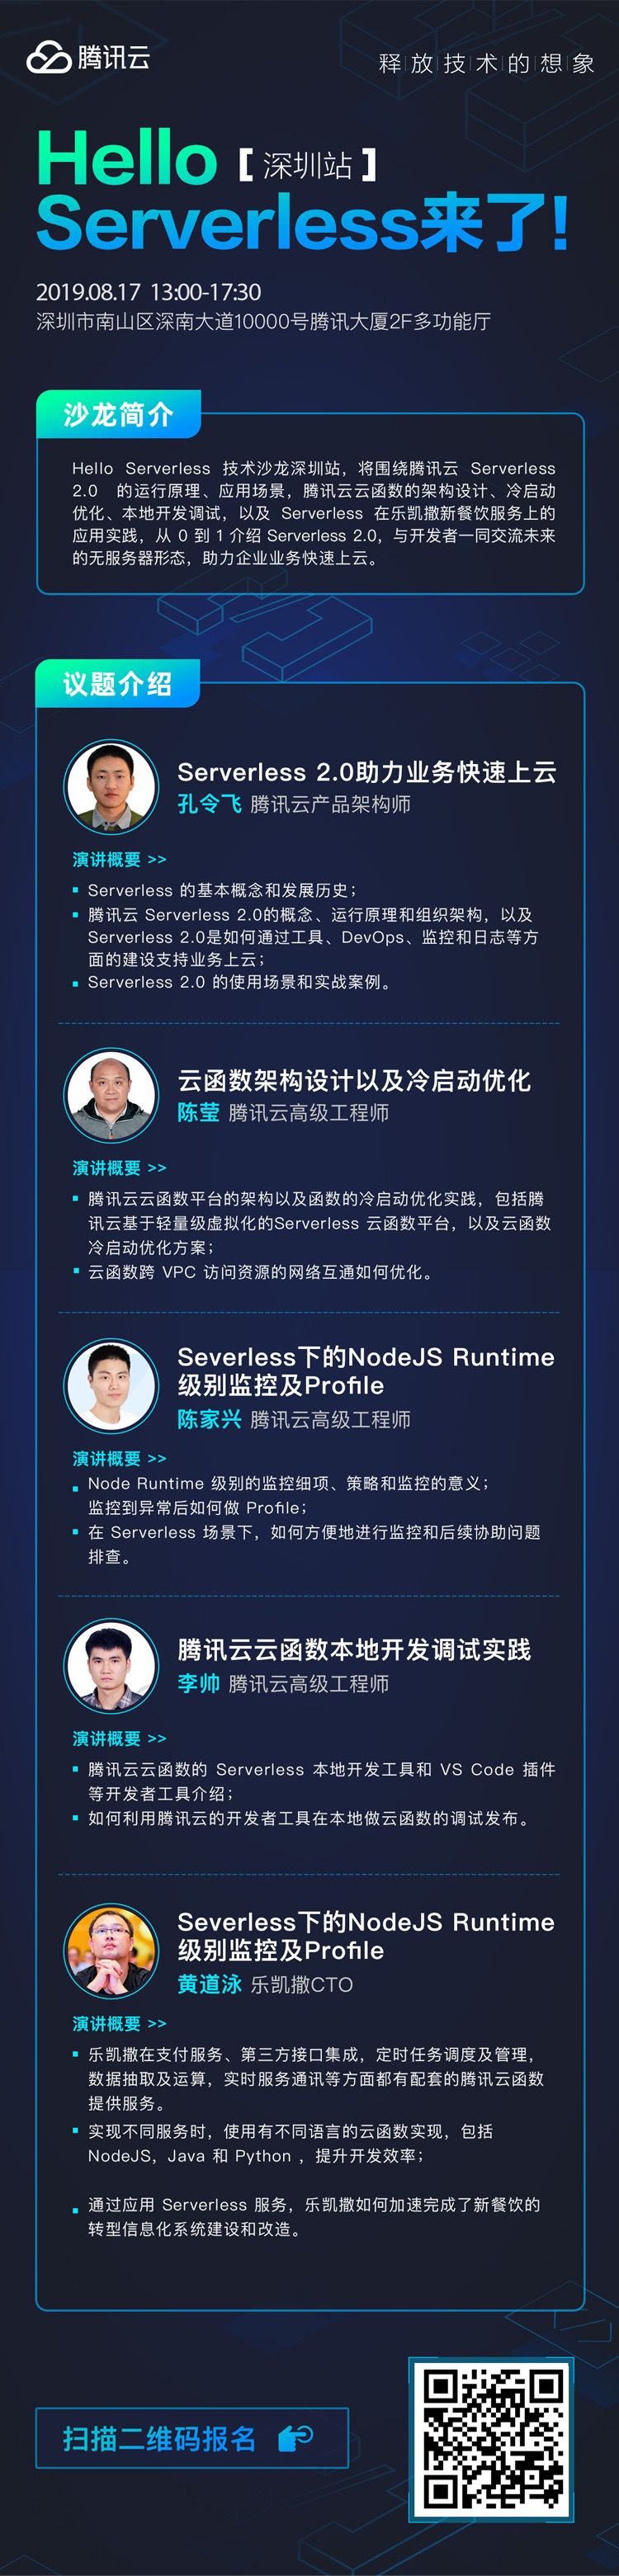 腾讯云
释放技术的想象
Hello 【深圳站】
Serverless来了!
2019.08.17 13:00-17:30
深圳市南山区深南大道10000号腾讯大厦2F多功能厅
沙龙简介
Hello Serverless 技术沙龙深圳站，将围绕腾讯云 Serverless
2.0 的运行原理、应用场景，腾讯云云函数的架构设计、冷启动
优化、本地开发调试，以及 Serverless 在乐凯撒新餐饮服务上的
应用实践，从 0 到 1 介绍 Serverless 2.0，与开发者一同交流未来
的无服务器形态，助力企业业务快速上云。
议题介绍
Serverless 2.0助力业务快速上云
孔令飞 腾讯云产品架构师
演讲概要 >>
Serverless 的基本概念和发展历史；
腾讯云 Serverless 2.0的概念、运行原理和组织架构，以及
Serverless 2.0是如何通过工具、DevOps、监控和日志等方
面的建设支持业务上云；
Serverless 2.0 的使用场景和实战案例。
云函数架构设计以及冷启动优化
陈莹 腾讯云高级工程师
演讲概要 >>
腾讯云云函数平台的架构以及函数的冷启动优化实践，包括腾
讯云基于轻量级虚拟化的Serverless 云函数平台，以及云函数
冷启动优化方案；
云函数跨 VPC 访问资源的网络互通如何优化。
Severless下的NodeJS Runtime
级别监控及Profile
陈家兴 腾讯云高级工程师
演讲概要 >>
Node Runtime 级别的监控细项、策略和监控的意义；
监控到异常后如何做 Profile；
在 Serverless 场景下，如何方便地进行监控和后续协助问题
排查。
腾讯云云函数本地开发调试实践
李帅 腾讯云高级工程师
演讲概要 >>
腾讯云云函数的 Serverless 本地开发工具和 VS Code 插件
等开发者工具介绍；
如何利用腾讯云的开发者工具在本地做云函数的调试发布。
Severless下的NodeJS Runtime
级别监控及Profile
黄道泳 乐凯撒CTO
演讲概要 >>
乐凯撒在支付服务、第三方接口集成，定时任务调度及管理，
数据抽取及运算，实时服务通讯等方面都有配套的腾讯云函数
提供服务。
实现不同服务时，使用有不同语言的云函数实现，包括
NodeJS，Java 和 Python ，提升开发效率；
通过应用 Serverless 服务，乐凯撒如何加速完成了新餐饮的
转型信息化系统建设和改造。
扫描二维码报名